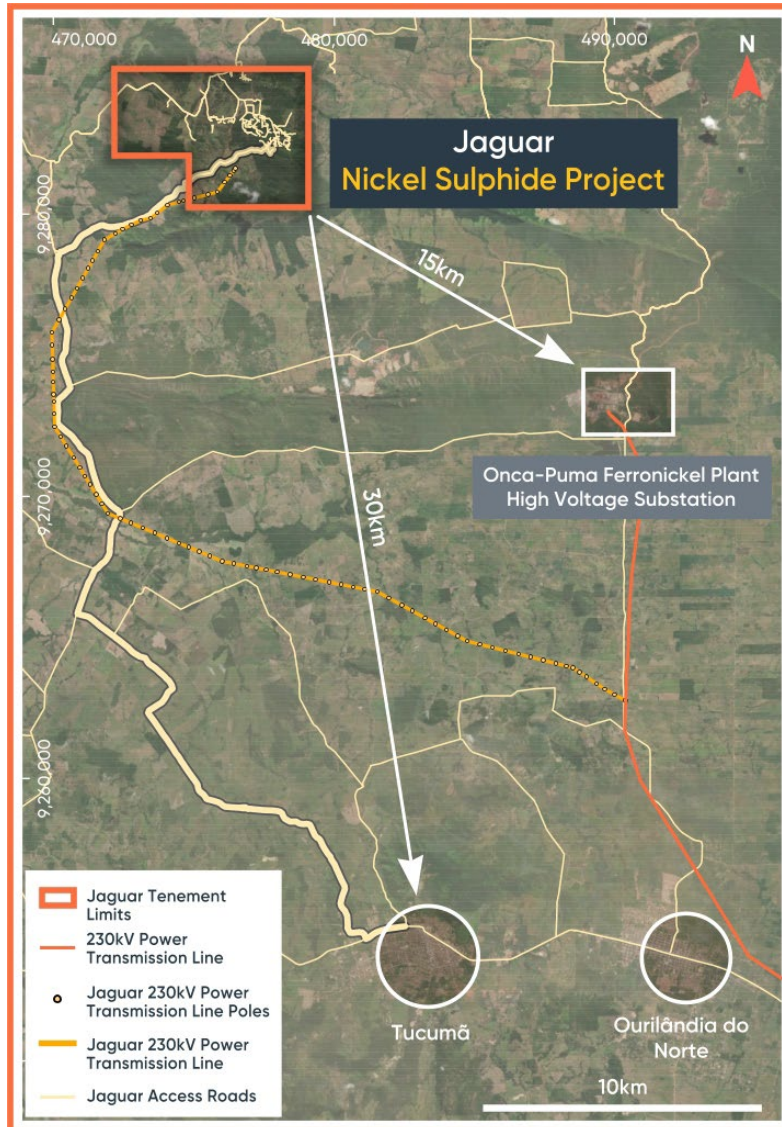 470,000
480,000
490,000
N
Jaguar
Nickel Sulphide Project
9,280,000
15km
Onca-Puma Ferronickel Plant
High Voltage Substation
9,270,000
30km
9,260,000
Jaguar Tenement
Limits
230kV Power
Transmission Line
Jaguar 230kV Power
Transmission Line Poles
Jaguar 230kV Power
Transmission Line
Jaguar Access Roads
Tucumã
Ourilândia do
Norte
10km